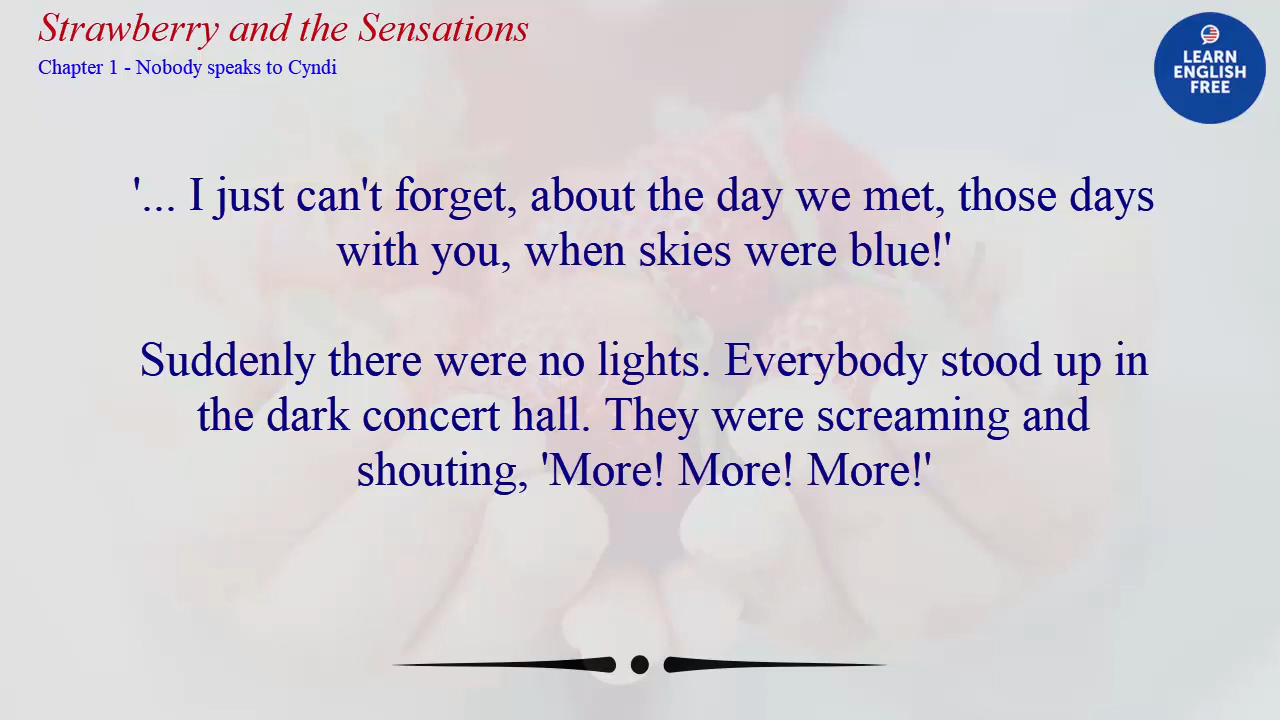 Strawberry and the Sensations
Chapter 1 - Nobody speaks to Cyndi
LEARN
ENGLISH
FREE
'... I just can't forget, about the day we met, those days
with you, when skies were blue!'
Suddenly there were no lights. Everybody stood up in
the dark concert hall. They were screaming and
shouting, 'More! More! More!'